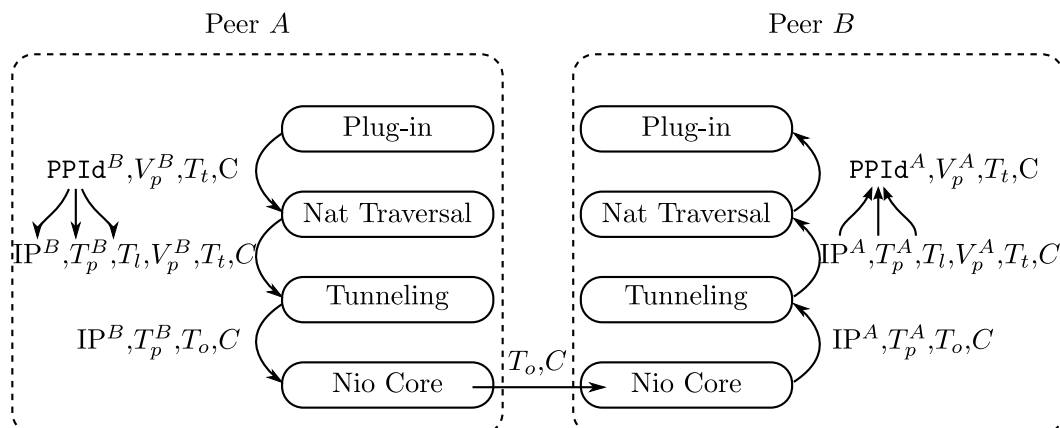 Peer A Peer B
Plug-in Plug-in
PPId^B,V_p^B,T_t,C PPId^A,V_p^A,T_t,C
Nat Traversal Nat Traversal
IP^B,T_p^B,T_l,V_p^B,T_t,C IP^A,T_p^A,T_l,V_p^A,T_t,C
Tunneling Tunneling
IP^B,T_p^B,T_o,C IP^A,T_p^A,T_o,C
T_o,C
Nio Core Nio Core